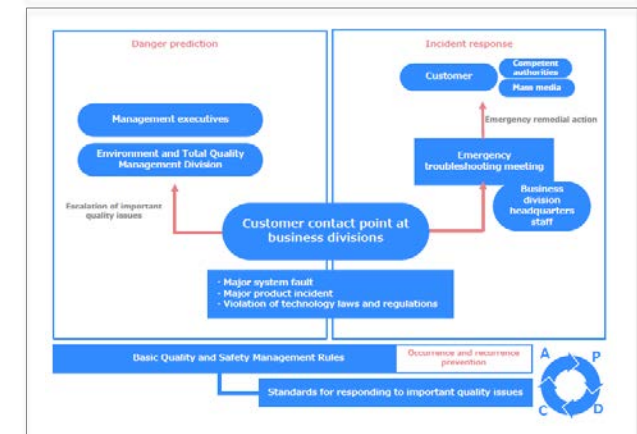 Danger prediction
Incident response
Customer
Competent
authorities
Mass media
Management executives
Emergency remedial action
Environment and Total Quality
Management Division
Emergency
troubleshooting meeting
Business
division
headquarters
staff
Escalation of important
quality issues
Customer contact point at
business divisions
· Major system fault
· Major product incident
· Violation of technology laws and regulations
Basic Quality and Safety Management Rules
Occurrence and recurrence
prevention
Standards for responding to important quality issues
A
P
C
D